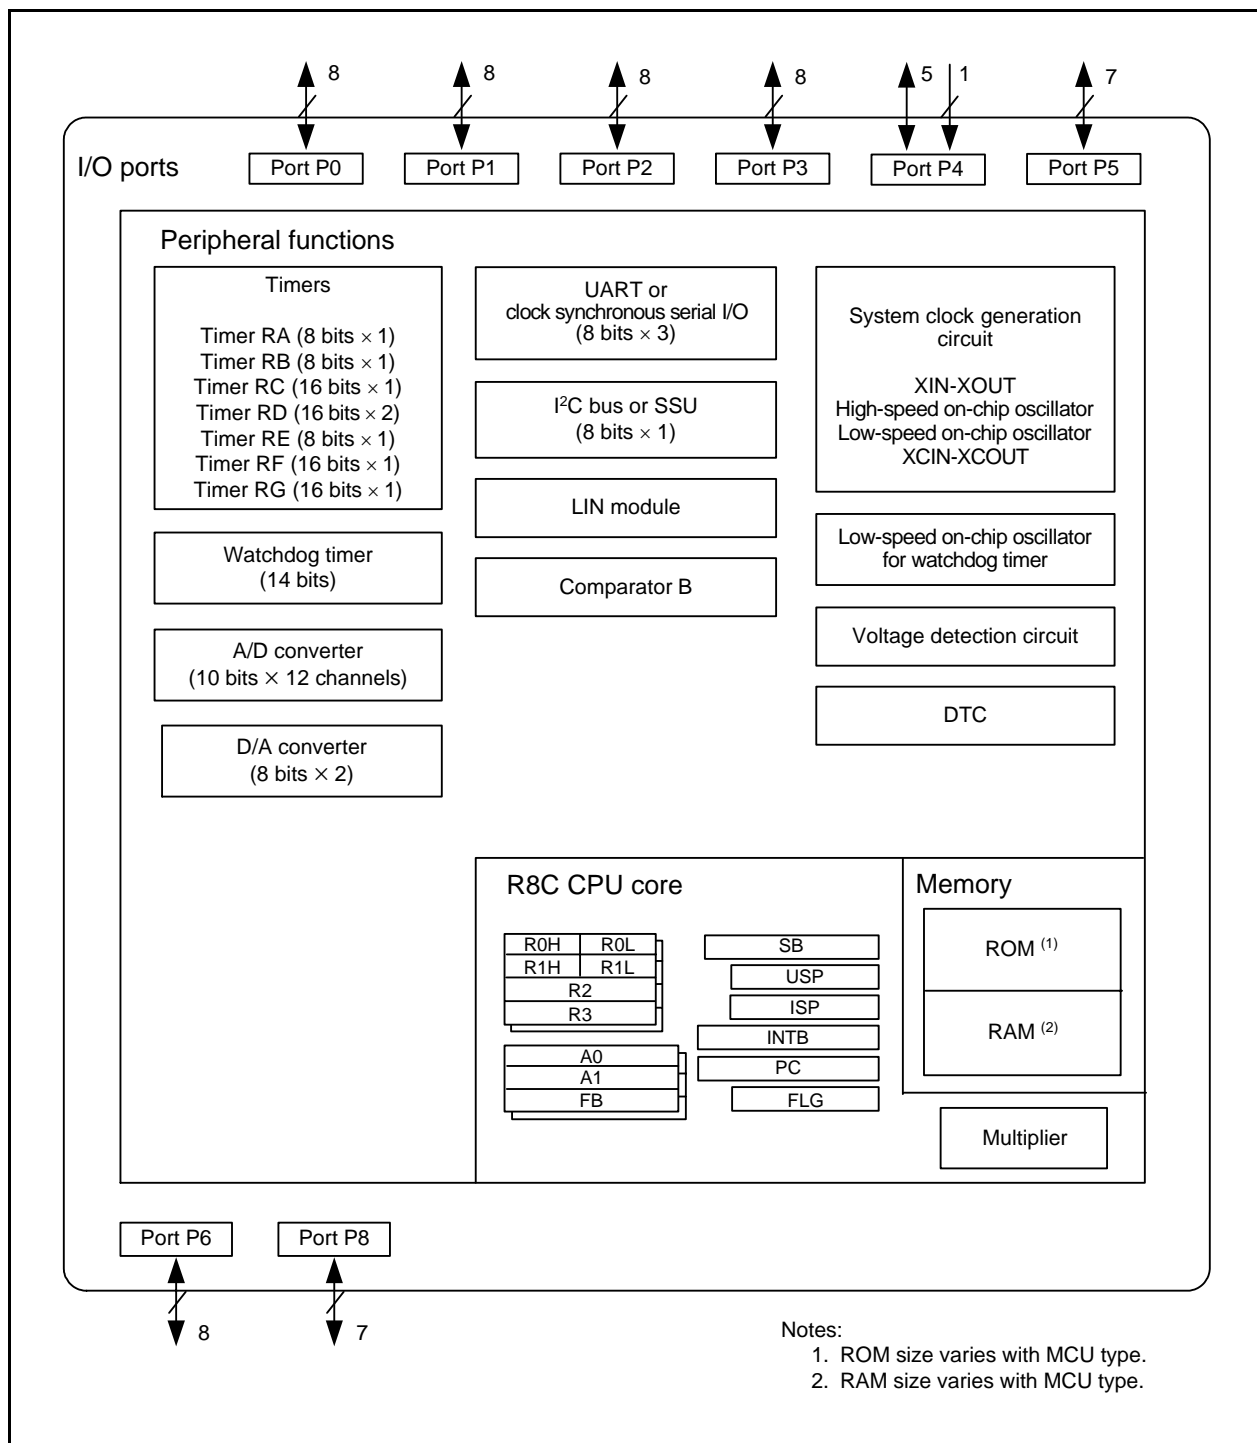 8
8
8
8
5
1
7
I/O ports
Port P0
Port P1
Port P2
Port P3
Port P4
Port P5
Peripheral functions
Timers
Timer RA (8 bits × 1)
Timer RB (8 bits × 1)
Timer RC (16 bits × 1)
Timer RD (16 bits × 2)
Timer RE (8 bits × 1)
Timer RF (16 bits × 1)
Timer RG (16 bits × 1)
Watchdog timer
(14 bits)
A/D converter
(10 bits × 12 channels)
D/A converter
(8 bits × 2)
UART or
clock synchronous serial I/O
(8 bits × 3)
I²C bus or SSU
(8 bits × 1)
LIN module
Comparator B
System clock generation
circuit
XIN-XOUT
High-speed on-chip oscillator
Low-speed on-chip oscillator
XCIN-XCOUT
Low-speed on-chip oscillator
for watchdog timer
Voltage detection circuit
DTC
R8C CPU core
R0H
R0L
R1H
R1L
R2
R3
A0
A1
FB
SB
USP
ISP
INTB
PC
FLG
Memory
ROM (1)
RAM (2)
Multiplier
Port P6
Port P8
8
7
Notes:
1. ROM size varies with MCU type.
2. RAM size varies with MCU type.